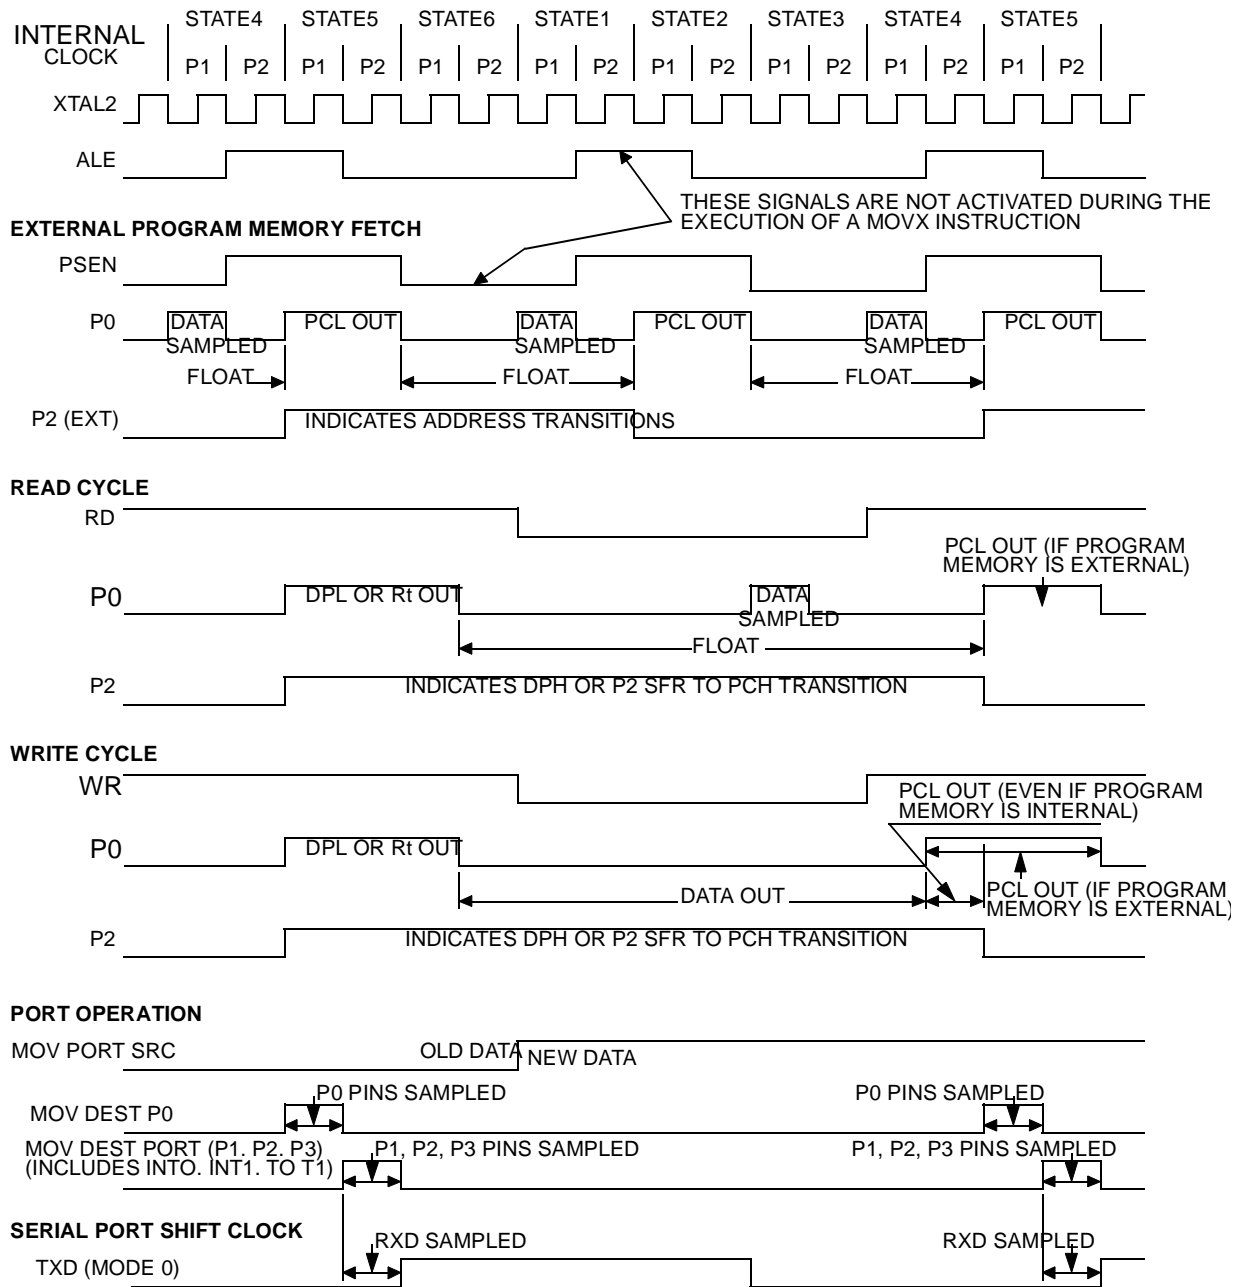 INTERNAL CLOCK
STATE4 STATE5 STATE6 STATE1 STATE2 STATE3 STATE4 STATE5
P1 P2 P1 P2 P1 P2 P1 P2 P1 P2 P1 P2 P1 P2 P1 P2
XTAL2
ALE
THESE SIGNALS ARE NOT ACTIVATED DURING THE
EXECUTION OF A MOVX INSTRUCTION
EXTERNAL PROGRAM MEMORY FETCH
PSEN
P0 DATA SAMPLED PCL OUT DATA SAMPLED PCL OUT DATA SAMPLED PCL OUT
FLOAT FLOAT FLOAT
P2 (EXT) INDICATES ADDRESS TRANSITIONS
READ CYCLE
RD
PCL OUT (IF PROGRAM
MEMORY IS EXTERNAL)
P0 DPL OR Rt OUT DATA SAMPLED
FLOAT
P2 INDICATES DPH OR P2 SFR TO PCH TRANSITION
WRITE CYCLE
WR
PCL OUT (EVEN IF PROGRAM
MEMORY IS INTERNAL)
P0 DPL OR Rt OUT
DATA OUT
PCL OUT (IF PROGRAM
MEMORY IS EXTERNAL)
P2 INDICATES DPH OR P2 SFR TO PCH TRANSITION
PORT OPERATION
MOV PORT SRC OLD DATA NEW DATA
P0 PINS SAMPLED P0 PINS SAMPLED
MOV DEST P0
MOV DEST PORT (P1. P2. P3) P1, P2, P3 PINS SAMPLED P1, P2, P3 PINS SAMPLED
(INCLUDES INTO. INT1. TO T1)
SERIAL PORT SHIFT CLOCK
RXD SAMPLED RXD SAMPLED
TXD (MODE 0)